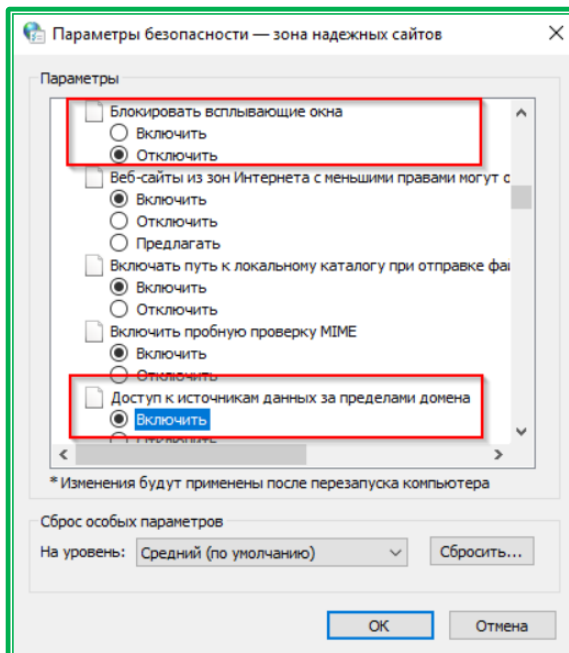 Параметры безопасности — зона надежных сайтов
Параметры
Блокировать всплывающие окна
Включить
Отключить
Веб-сайты из зон Интернета с меньшими правами могут о
Включить
Отключить
Предлагать
Включать путь к локальному каталогу при отправке фай
Включить
Отключить
Включить пробную проверку MIME
Включить
Отключить
Доступ к источникам данных за пределами домена
Включить
Отключить
* Изменения будут применены после перезапуска компьютера
Сброс особых параметров
На уровень: Средний (по умолчанию) Сбросить...
ОК Отмена